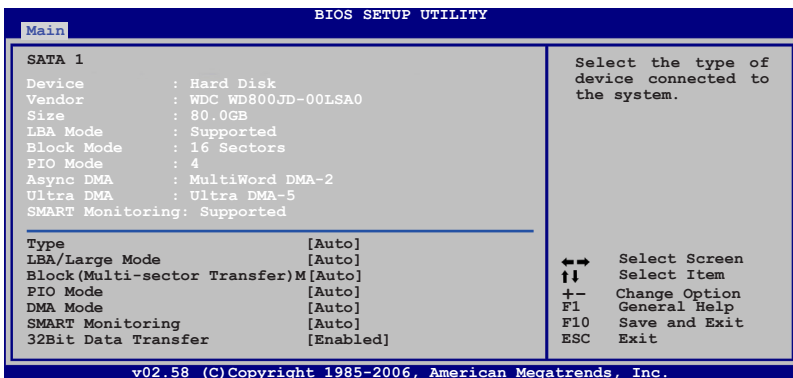 BIOS SETUP UTILITY
Main
SATA 1
Device : Hard Disk
Vendor : WDC WD800JD-00LSA0
Size : 80.0GB
LBA Mode : Supported
Block Mode : 16 Sectors
PIO Mode : 4
Async DMA : MultiWord DMA-2
Ultra DMA : Ultra DMA-5
SMART Monitoring: Supported
Type [Auto]
LBA/Large Mode [Auto]
Block(Multi-sector Transfer)M[Auto]
PIO Mode [Auto]
DMA Mode [Auto]
SMART Monitoring [Auto]
32Bit Data Transfer [Enabled]
Select the type of
device connected to
the system.
←→ Select Screen
↑↓ Select Item
+- Change Option
F1 General Help
F10 Save and Exit
ESC Exit
v02.58 (C)Copyright 1985-2006, American Megatrends, Inc.